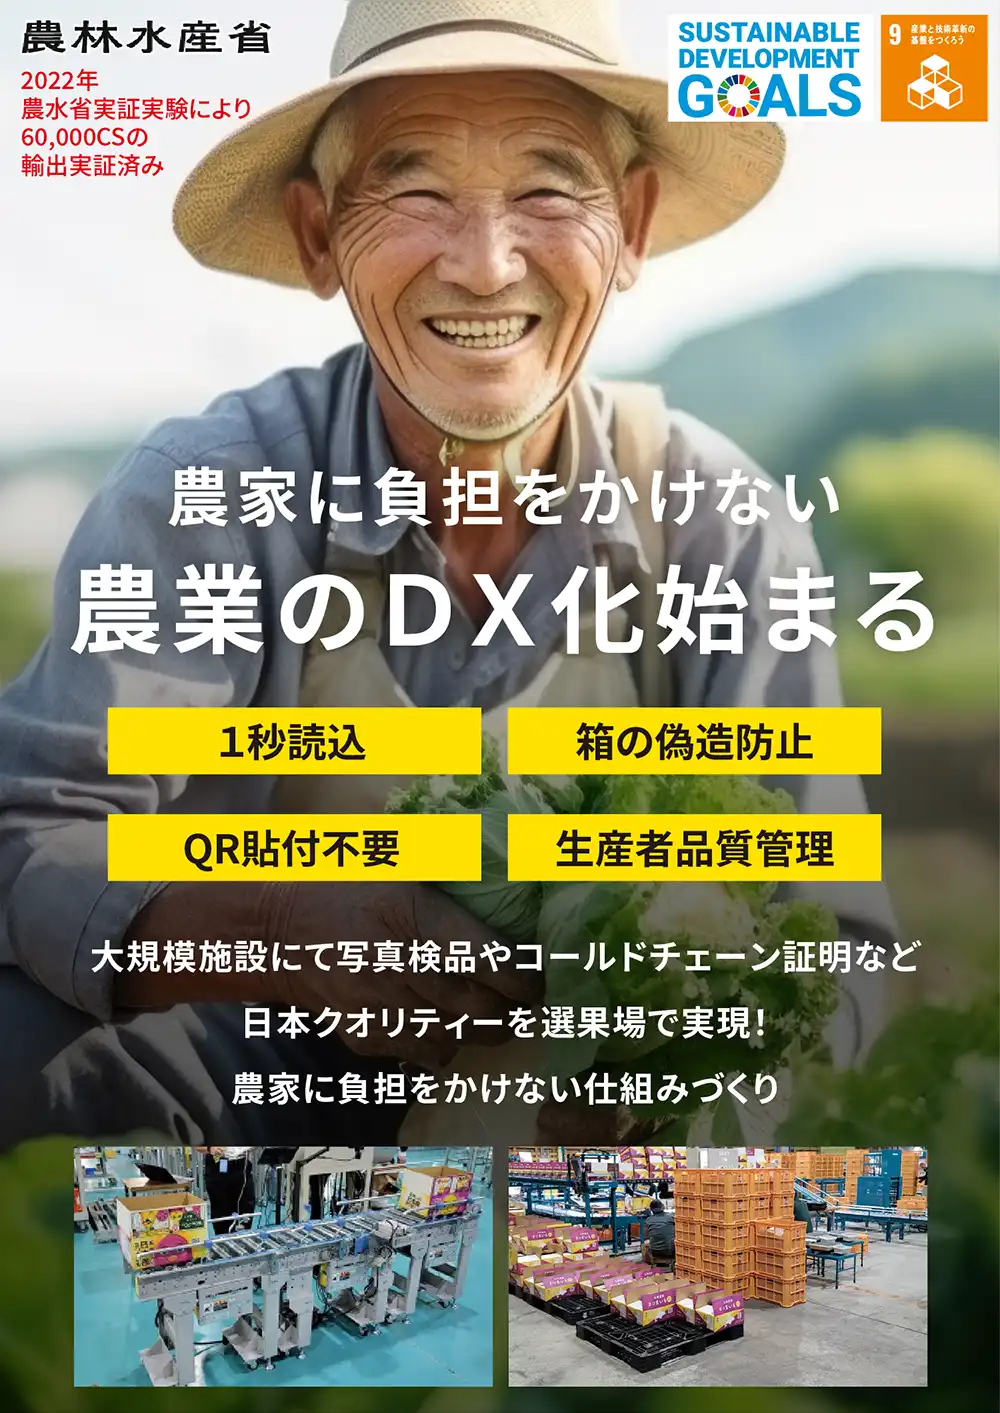 農林水産省
2022年
農水省実証実験により
60,000CSの
輸出実証済み
SUSTAINABLE
DEVELOPMENT
GOALS
9 産業と技術革新の
基盤をつくろう
農家に負担をかけない
農業のDX化始まる
1秒読込
箱の偽造防止
QR貼付不要
生産者品質管理
大規模施設にて写真検品やコールドチェーン証明など
日本クオリティーを選果場で実現！
農家に負担をかけない仕組みづくり